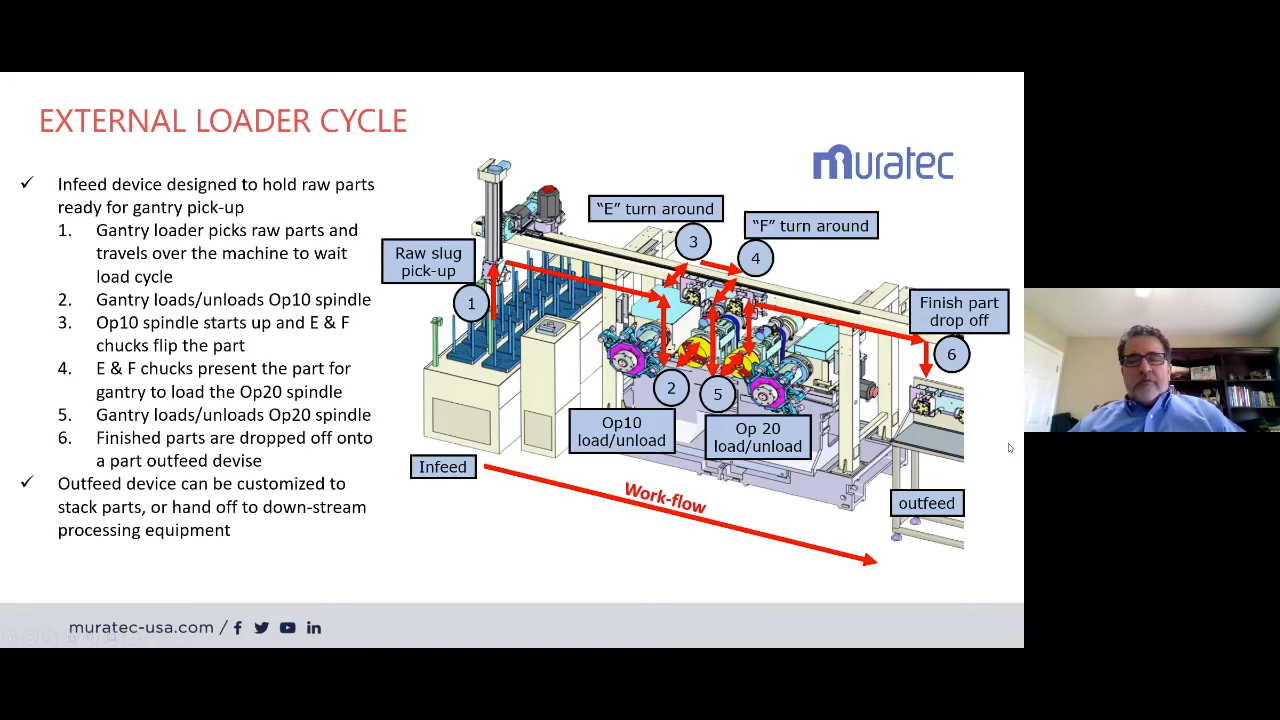 EXTERNAL LOADER CYCLE
muratec
✓ Infeed device designed to hold raw parts
ready for gantry pick-up
1. Gantry loader picks raw parts and
travels over the machine to wait
load cycle
2. Gantry loads/unloads Op10 spindle
3. Op10 spindle starts up and E & F
chucks flip the part
4. E & F chucks present the part for
gantry to load the Op20 spindle
5. Gantry loads/unloads Op20 spindle
6. Finished parts are dropped off onto
a part outfeed devise
✓ Outfeed device can be customized to
stack parts, or hand off to down-stream
processing equipment
"E" turn around
"F" turn around
3
4
Raw slug
pick-up
1
Finish part
drop off
6
2
5
Op10
load/unload
Op 20
load/unload
Infeed
Work-flow
outfeed
muratec-usa.com /